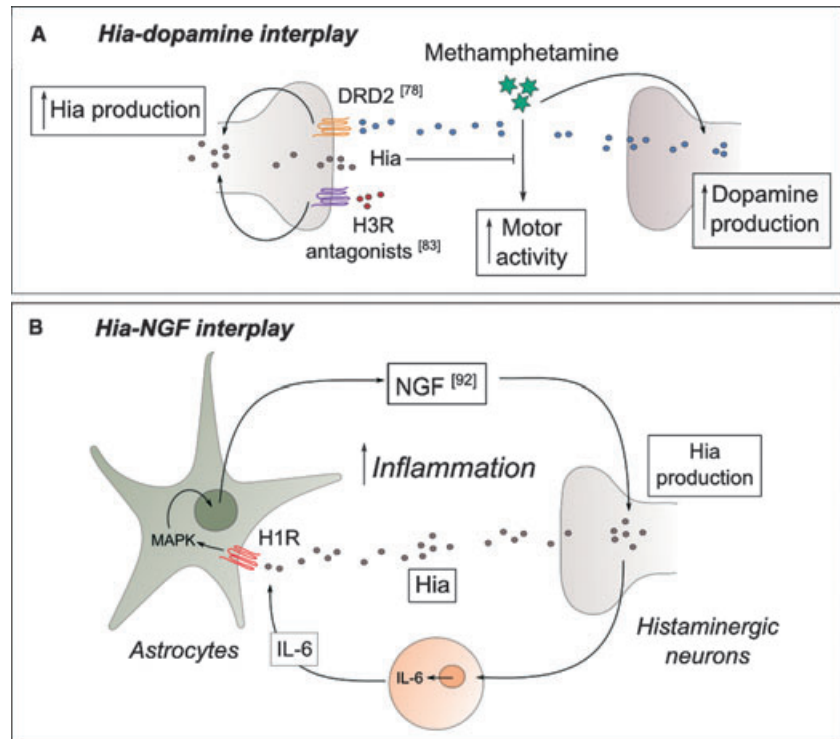 A Hia-dopamine interplay
Methamphetamine
↑ Hia production
DRD2 [78]
Hia
H3R
antagonists [83]
↑ Motor
activity
↑ Dopamine
production
B Hia-NGF interplay
NGF [92]
↑ Inflammation
Hia
production
MAPK
H1R
Hia
Astrocytes
IL-6
IL-6
Histaminergic
neurons